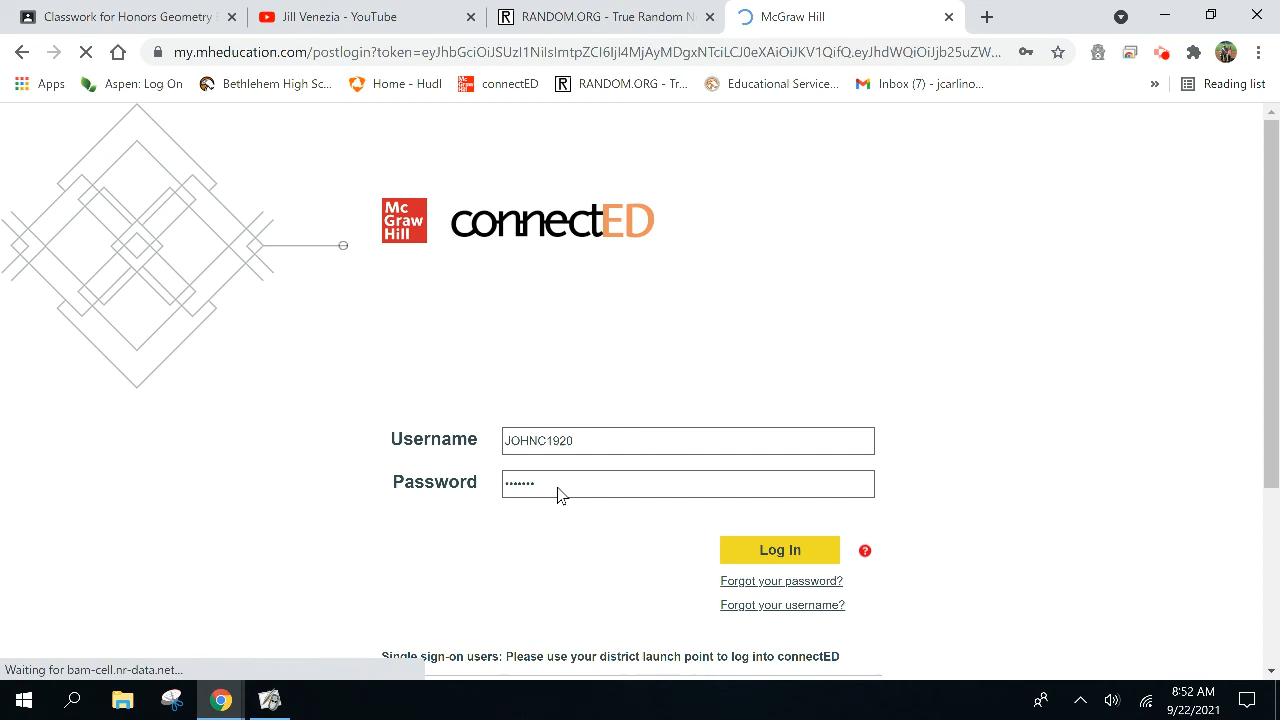 Classwork for Honors Geometry
Jill Venezia - YouTube
RANDOM.ORG - True Random N
McGraw Hill
my.mheducation.com/postlogin?token=
Apps
Aspen: Log On
Bethlehem High Sc...
Home - Hudl
connectED
RANDOM.ORG - Tr...
Educational Service...
Inbox (7) - jcarlino...
»
Reading list
Mc
Graw
Hill
connectED
Username
JOHNC1920
Password
•••••••
Log In
?
Forgot your password?
Forgot your username?
Single sign-on users: Please use your district launch point to log into connectED
Waiting for bam-cell.nr-data.net...
8:52 AM
9/22/2021